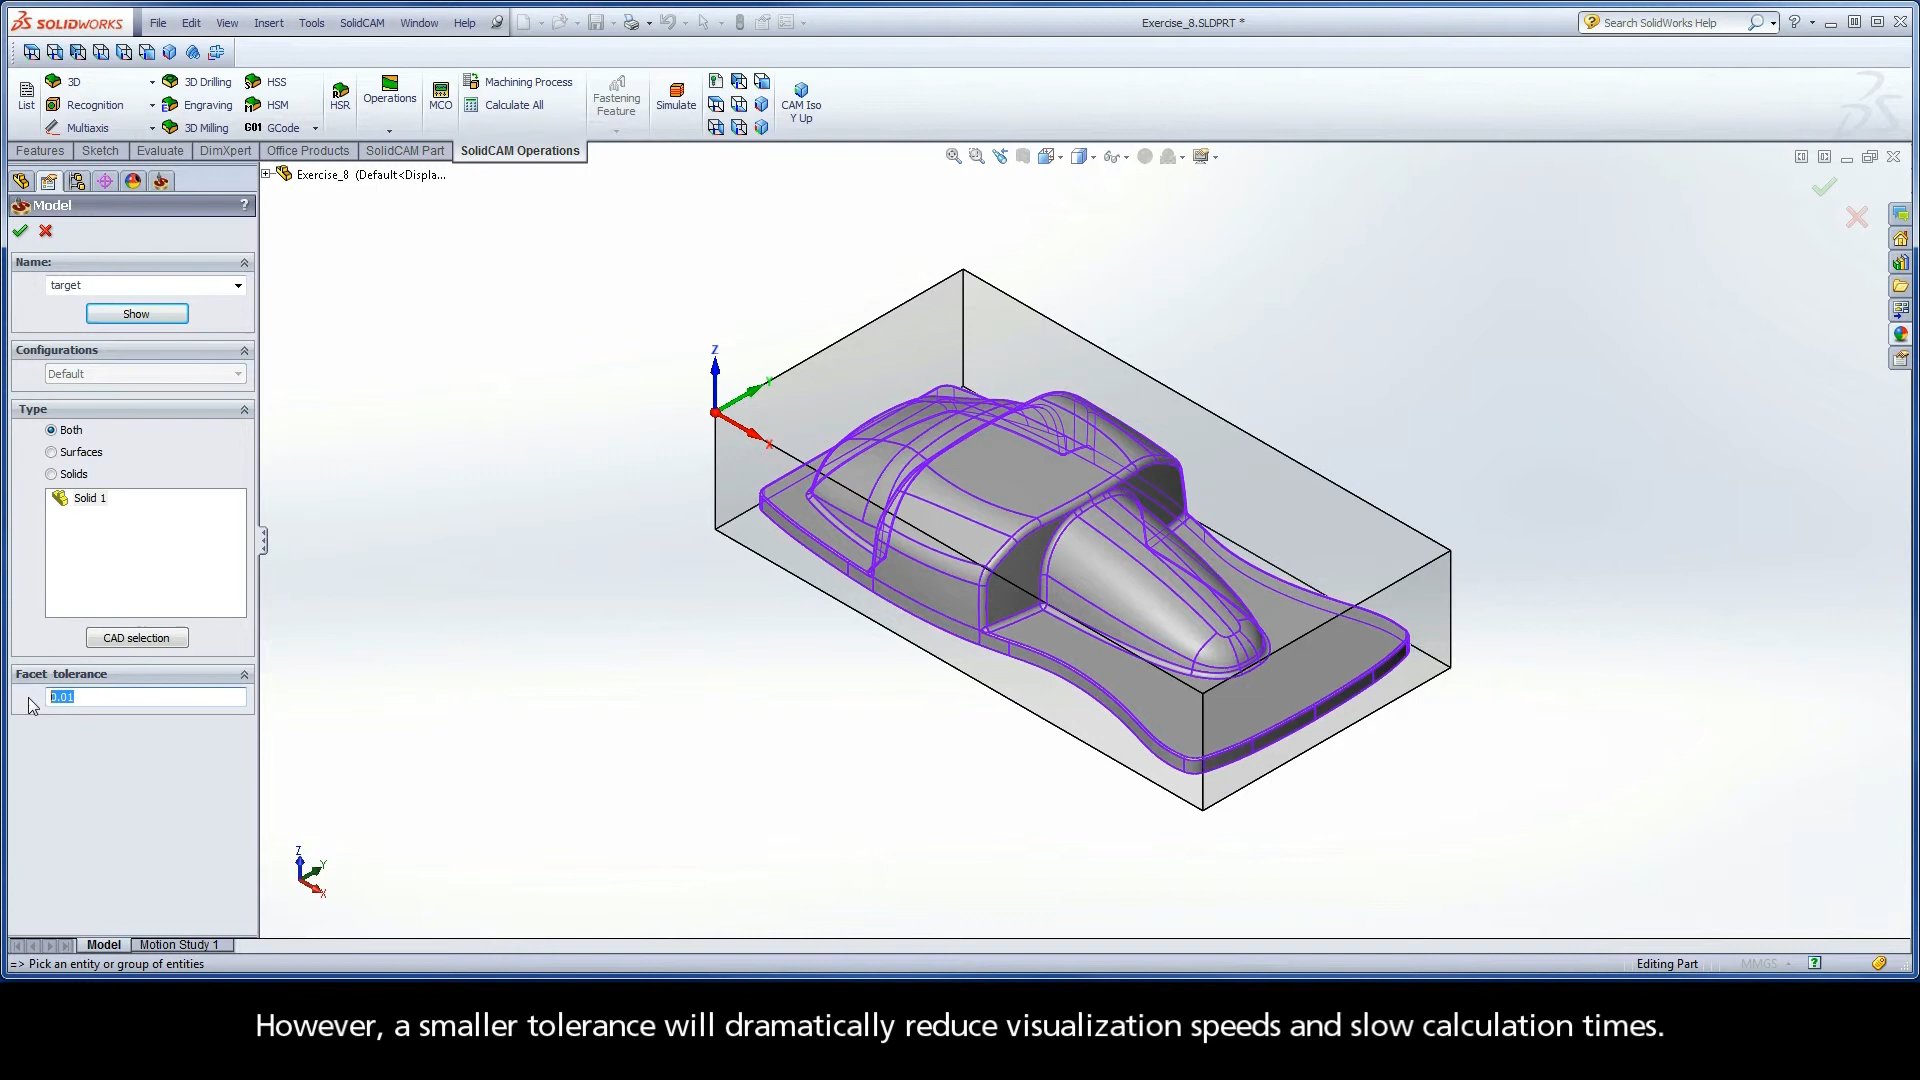 SOLIDWORKS File Edit View Insert Tools SolidCAM Window Help Exercise_8.SLDPRT * Search SolidWorks Help
3D 3D Drilling HSS Machining Process
List Recognition Engraving HSM HSR Operations MCO Calculate All Fastening Feature Simulate CAM Iso Y Up
Multiaxis 3D Milling G01 GCode
Features Sketch Evaluate DimXpert Office Products SolidCAM Part SolidCAM Operations
Exercise_8 (Default<Displa...
Model ?
Name:
target
Show
Configurations
Default
Type
Both
Surfaces
Solids
Solid 1
CAD selection
Facet tolerance
0.01
Z
Y
X
Z
Y
X
Model Motion Study 1
=> Pick an entity or group of entities Editing Part MMGS
However, a smaller tolerance will dramatically reduce visualization speeds and slow calculation times.